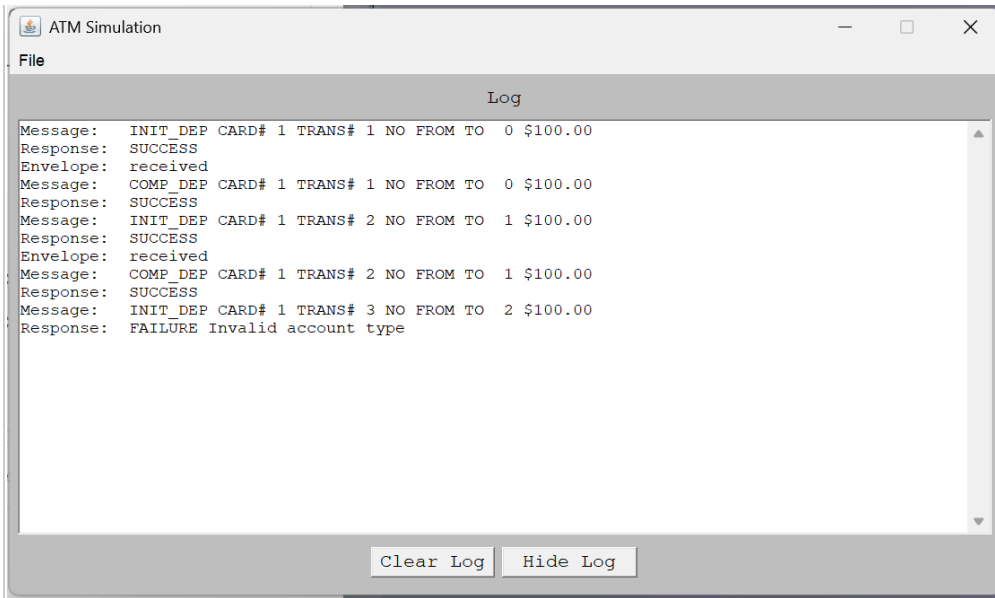 ATM Simulation
File
Log
Message:   INIT_DEP CARD# 1 TRANS# 1 NO FROM TO  0 $100.00
Response:  SUCCESS
Envelope:  received
Message:   COMP_DEP CARD# 1 TRANS# 1 NO FROM TO  0 $100.00
Response:  SUCCESS
Message:   INIT_DEP CARD# 1 TRANS# 2 NO FROM TO  1 $100.00
Response:  SUCCESS
Envelope:  received
Message:   COMP_DEP CARD# 1 TRANS# 2 NO FROM TO  1 $100.00
Response:  SUCCESS
Message:   INIT_DEP CARD# 1 TRANS# 3 NO FROM TO  2 $100.00
Response:  FAILURE Invalid account type
Clear Log Hide Log